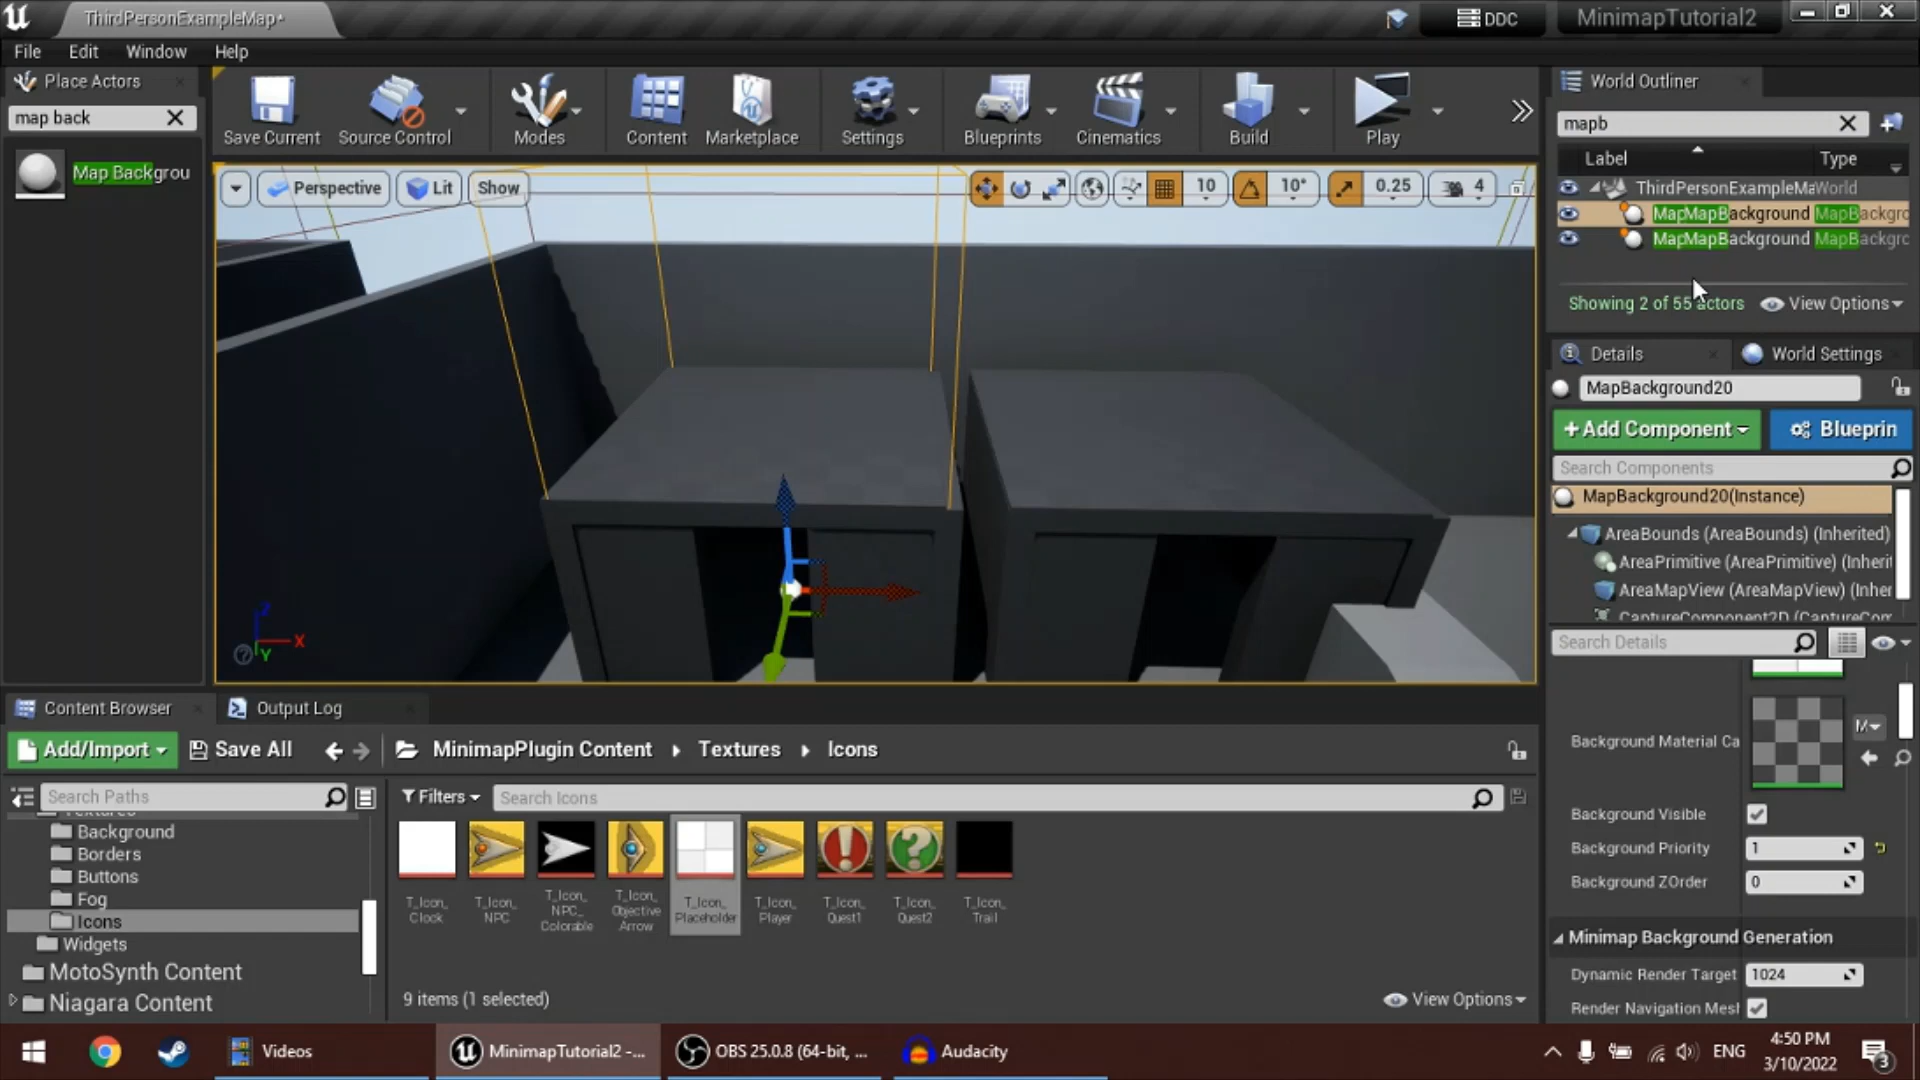 ThirdPersonExampleMap*
DDC
MinimapTutorial2
File
Edit
Window
Help
Place Actors
map back
Map Backgrou
Save Current
Source Control
Modes
Content
Marketplace
Settings
Blueprints
Cinematics
Build
Play
Perspective
Lit
Show
10
10°
0.25
4
Z
X
Y
World Outliner
mapb
Label
Type
ThirdPersonExampleMa
World
MapMapBackground
MapBackgrc
MapMapBackground
MapBackgrc
Showing 2 of 55 actors
View Options
Details
World Settings
MapBackground20
+Add Component
Blueprin
Search Components
MapBackground20(Instance)
AreaBounds (AreaBounds) (Inherited)
AreaPrimitive (AreaPrimitive) (Inherit
AreaMapView (AreaMapView) (Inher
CaptureComponent2D (CaptureCom
Search Details
Background Material Ca
M
Background Visible
Background Priority
1
Background ZOrder
0
Minimap Background Generation
Dynamic Render Target
1024
Render Navigation Mesl
Content Browser
Output Log
Add/Import
Save All
MinimapPlugin Content
Textures
Icons
Search Paths
Filters
Search Icons
Textures
Background
Borders
Buttons
Fog
Icons
Widgets
MotoSynth Content
Niagara Content
T_Icon_
Clock
T_Icon_
NPC
T_Icon_
NPC_
Colorable
T_Icon_
Objective
Arrow
T_Icon_
Placeholder
T_Icon_
Player
T_Icon_
Quest1
T_Icon_
Quest2
T_Icon_
Trail
9 items (1 selected)
View Options
Videos
MinimapTutorial2 -...
OBS 25.0.8 (64-bit, ...
Audacity
ENG
4:50 PM
3/10/2022
3